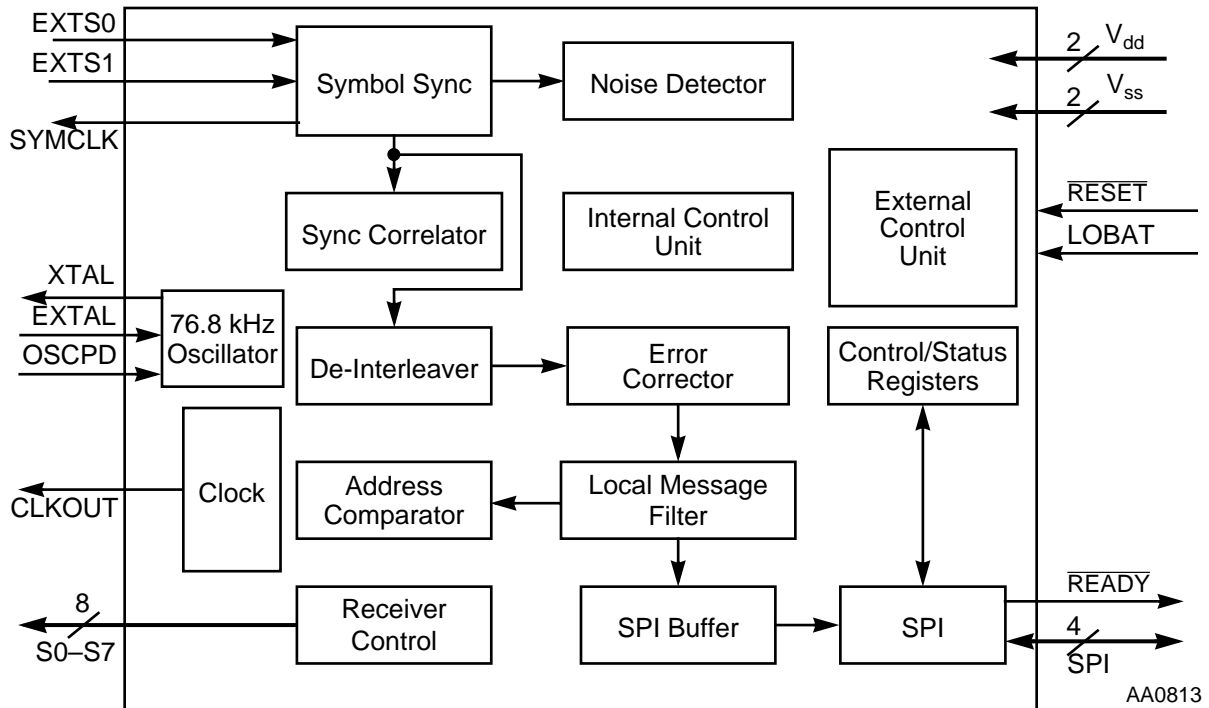 EXTS0
EXTS1
SYMCLK
Symbol Sync
Noise Detector
2
Vdd
2
Vss
Sync Correlator
Internal Control
Unit
External
Control
Unit
RESET
LOBAT
XTAL
EXTAL
OSCPD
76.8 kHz
Oscillator
De-Interleaver
Error
Corrector
Control/Status
Registers
CLKOUT
Clock
Address
Comparator
Local Message
Filter
8
S0–S7
Receiver
Control
SPI Buffer
SPI
READY
4
SPI
AA0813